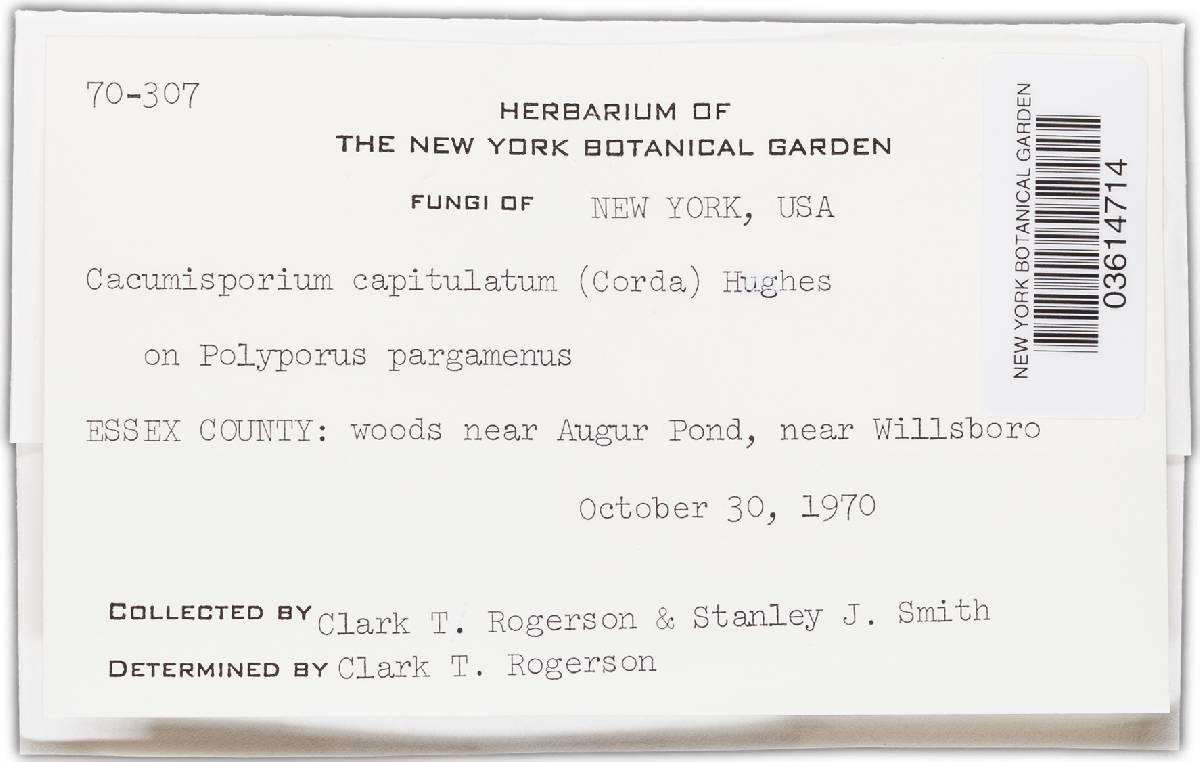 70-307
HERBARIUM OF
THE NEW YORK BOTANICAL GARDEN
FUNGI OF NEW YORK, USA
Cacumisporium capitulatum (Corda) Hughes
on Polyporus pargamenus
ESSEX COUNTY: woods near Augur Pond, near Willsboro
October 30, 1970
COLLECTED BY Clark T. Rogerson & Stanley J. Smith
DETERMINED BY Clark T. Rogerson
NEW YORK BOTANICAL GARDEN
03614714